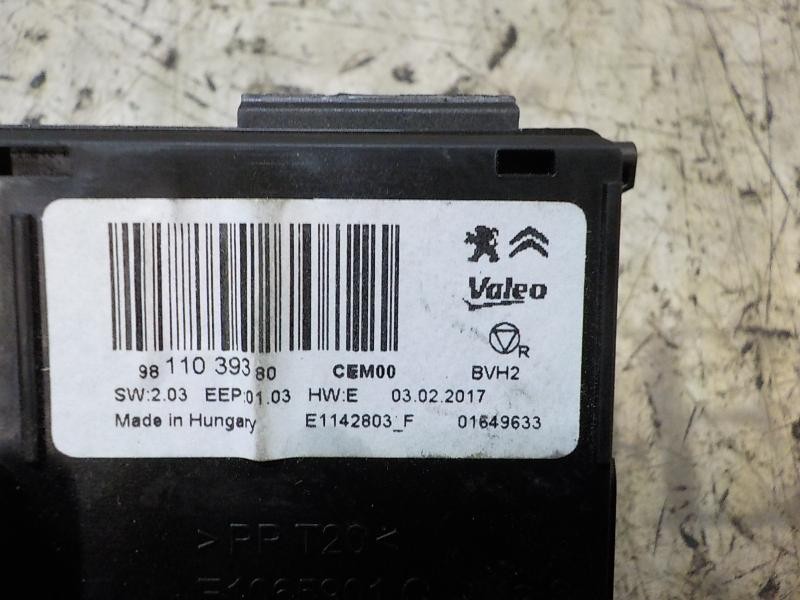 Valeo
R
98 110 393 80 CEM00 BVH2
SW:2.03 EEP:01.03 HW:E 03.02.2017
Made in Hungary E1142803_F 01649633
>PP T20<